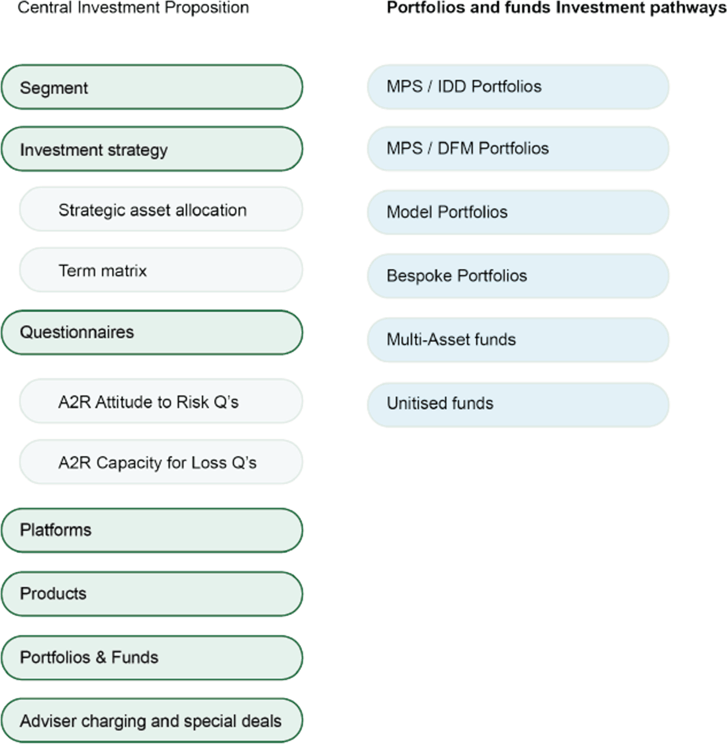 Central Investment Proposition
Segment
Investment strategy
Strategic asset allocation
Term matrix
Questionnaires
A2R Attitude to Risk Q's
A2R Capacity for Loss Q's
Platforms
Products
Portfolios & Funds
Adviser charging and special deals
Portfolios and funds Investment pathways
MPS / IDD Portfolios
MPS / DFM Portfolios
Model Portfolios
Bespoke Portfolios
Multi-Asset funds
Unitised funds